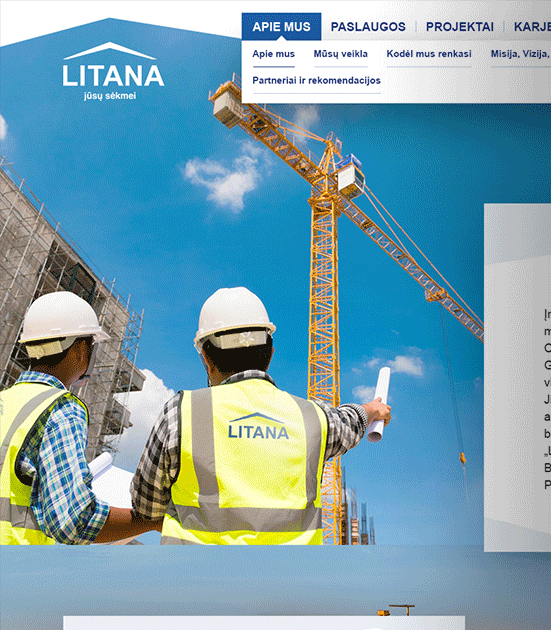 APIE MUS PASLAUGOS PROJEKTAI
Apie mus Mūsų veikla Kodėl mus renkasi Misija, Vizija,
Partneriai ir rekomendacijos
LITANA
jūsų sėkmei
LITANA